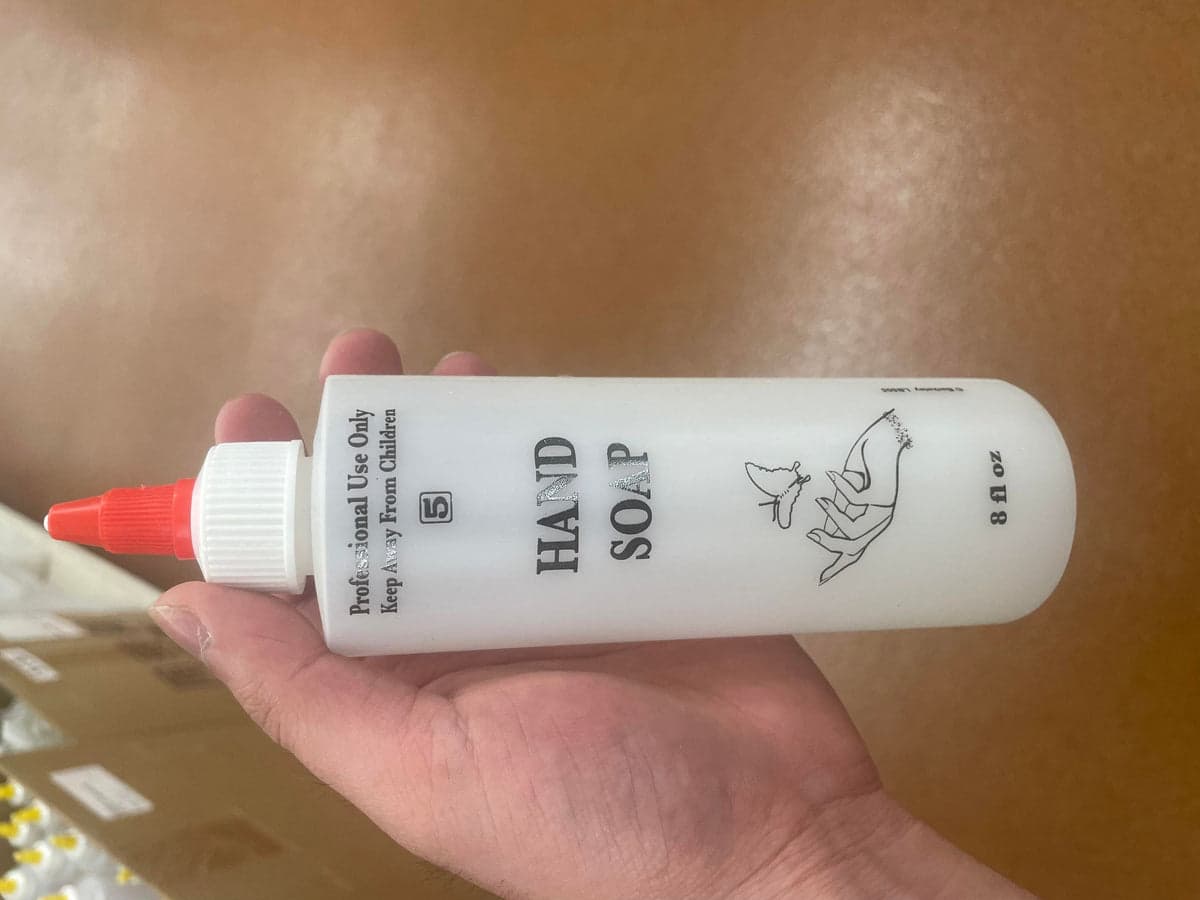 Professional Use Only
Keep Away From Children
5
HAND
SOAP
8 fl oz